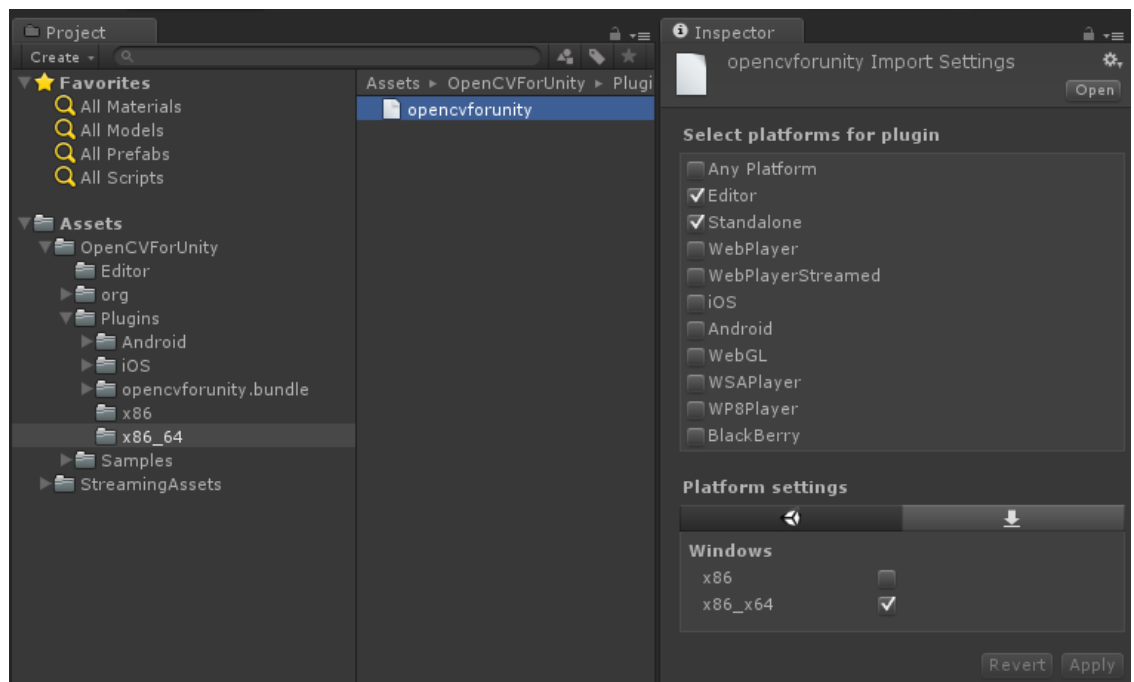 Project
Create
Favorites
All Materials
All Models
All Prefabs
All Scripts
Assets
OpenCVForUnity
Editor
org
Plugins
Android
iOS
opencvforunity.bundle
x86
x86_64
Samples
StreamingAssets
Assets ▸ OpenCVForUnity ▸ Plugi
opencvforunity
Inspector
opencvforunity Import Settings
Open
Select platforms for plugin
Any Platform
Editor
Standalone
WebPlayer
WebPlayerStreamed
iOS
Android
WebGL
WSAPlayer
WP8Player
BlackBerry
Platform settings
Windows
x86
x86_x64
Revert Apply